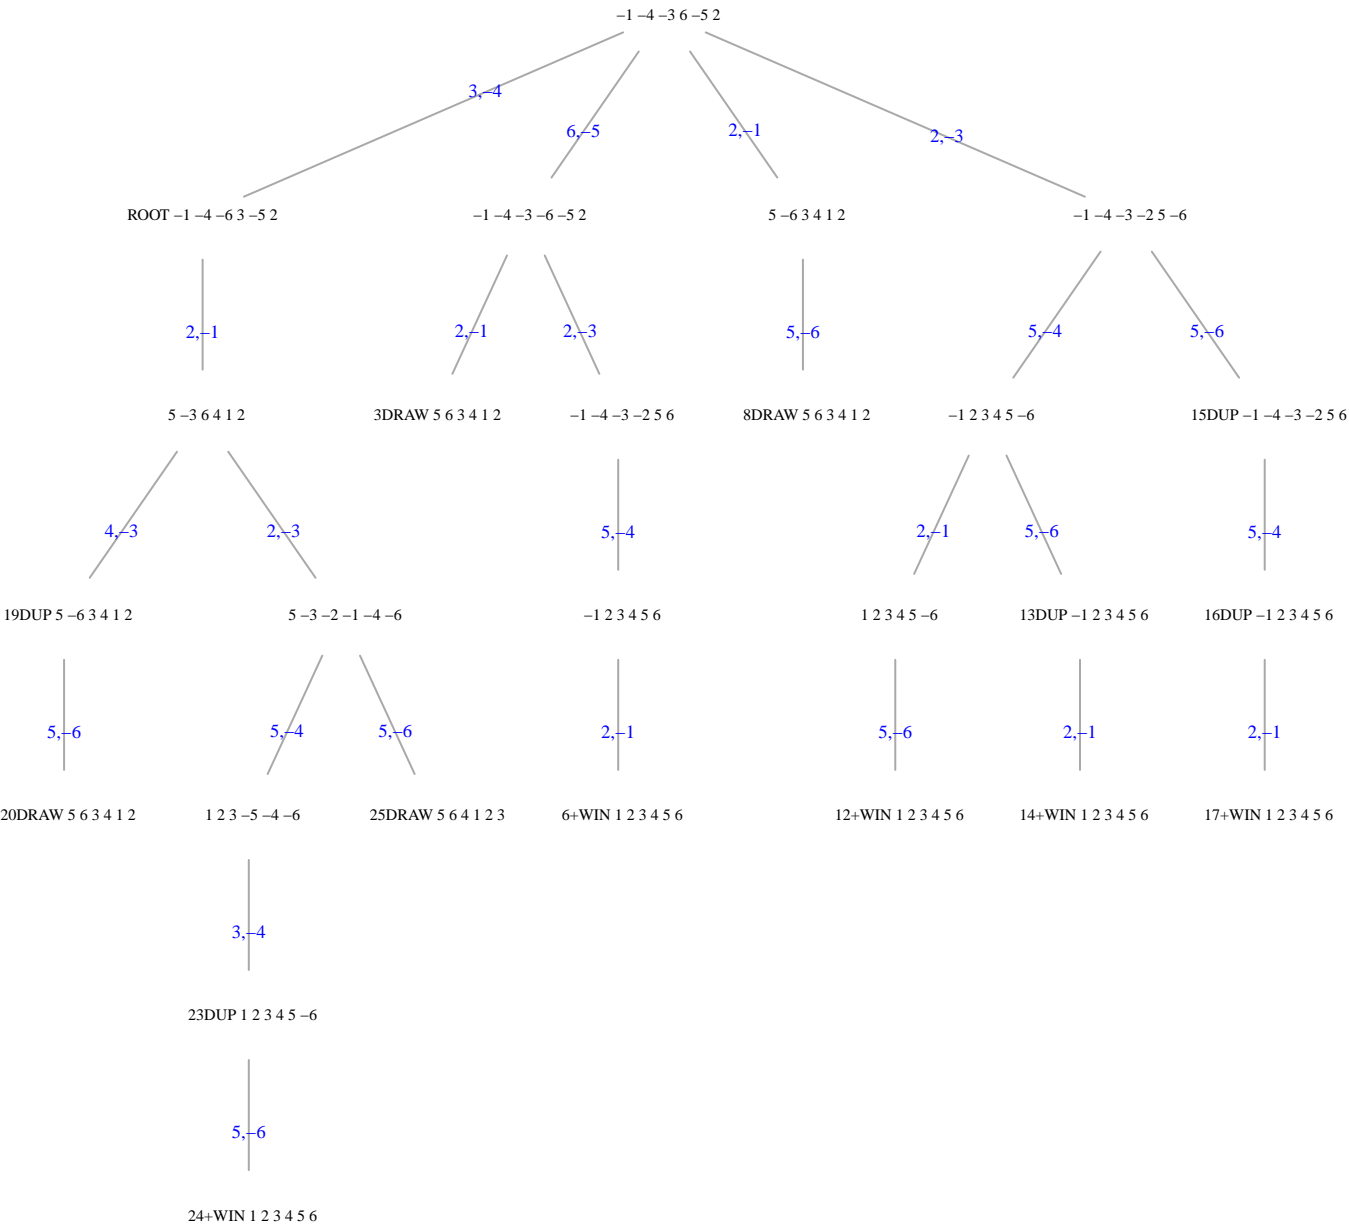 −1 −4 −3 6 −5 2
3,−4
6,−5
2,−1
2,−3
ROOT −1 −4 −6 3 −5 2
−1 −4 −3 −6 −5 2
5 −6 3 4 1 2
−1 −4 −3 −2 5 −6
2,−1
2,−1
2,−3
5,−6
5,−4
5,−6
5 −3 6 4 1 2
3DRAW 5 6 3 4 1 2
−1 −4 −3 −2 5 6
8DRAW 5 6 3 4 1 2
−1 2 3 4 5 −6
15DUP −1 −4 −3 −2 5 6
4,−3
2,−3
5,−4
2,−1
5,−6
5,−4
19DUP 5 −6 3 4 1 2
5 −3 −2 −1 −4 −6
−1 2 3 4 5 6
1 2 3 4 5 −6
13DUP −1 2 3 4 5 6
16DUP −1 2 3 4 5 6
5,−6
5,−4
5,−6
2,−1
5,−6
2,−1
2,−1
20DRAW 5 6 3 4 1 2
1 2 3 −5 −4 −6
25DRAW 5 6 4 1 2 3
6+WIN 1 2 3 4 5 6
12+WIN 1 2 3 4 5 6
14+WIN 1 2 3 4 5 6
17+WIN 1 2 3 4 5 6
3,−4
23DUP 1 2 3 4 5 −6
5,−6
24+WIN 1 2 3 4 5 6